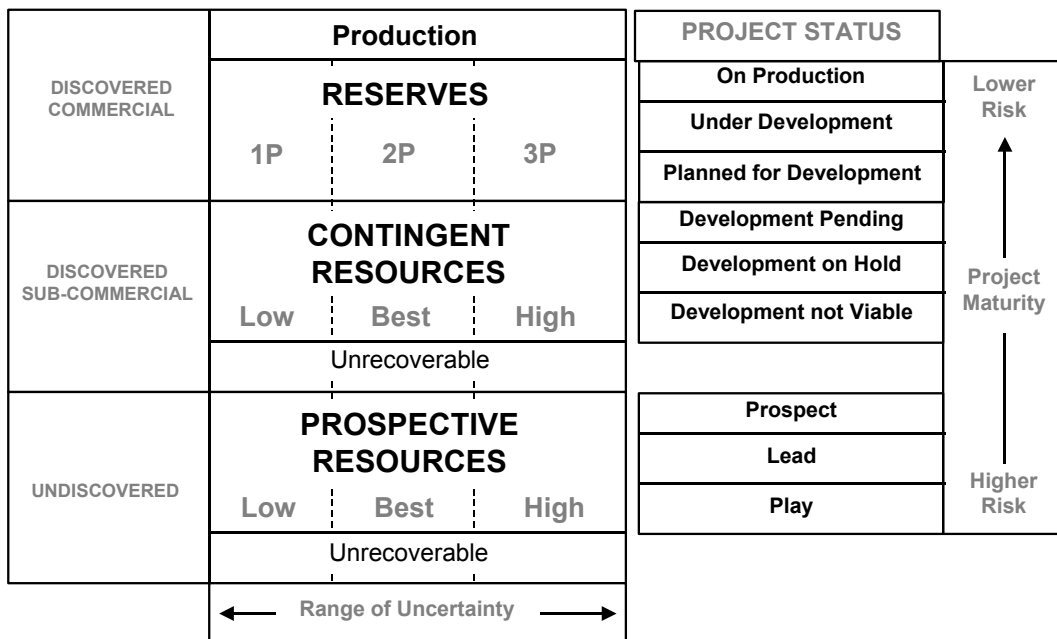 Production
PROJECT STATUS
DISCOVERED
COMMERCIAL
RESERVES
1P 2P 3P
On Production
Under Development
Planned for Development
Lower
Risk
DISCOVERED
SUB-COMMERCIAL
CONTINGENT
RESOURCES
Low Best High
Unrecoverable
Development Pending
Development on Hold
Development not Viable
Project
Maturity
UNDISCOVERED
PROSPECTIVE
RESOURCES
Low Best High
Unrecoverable
Prospect
Lead
Play
Higher
Risk
Range of Uncertainty